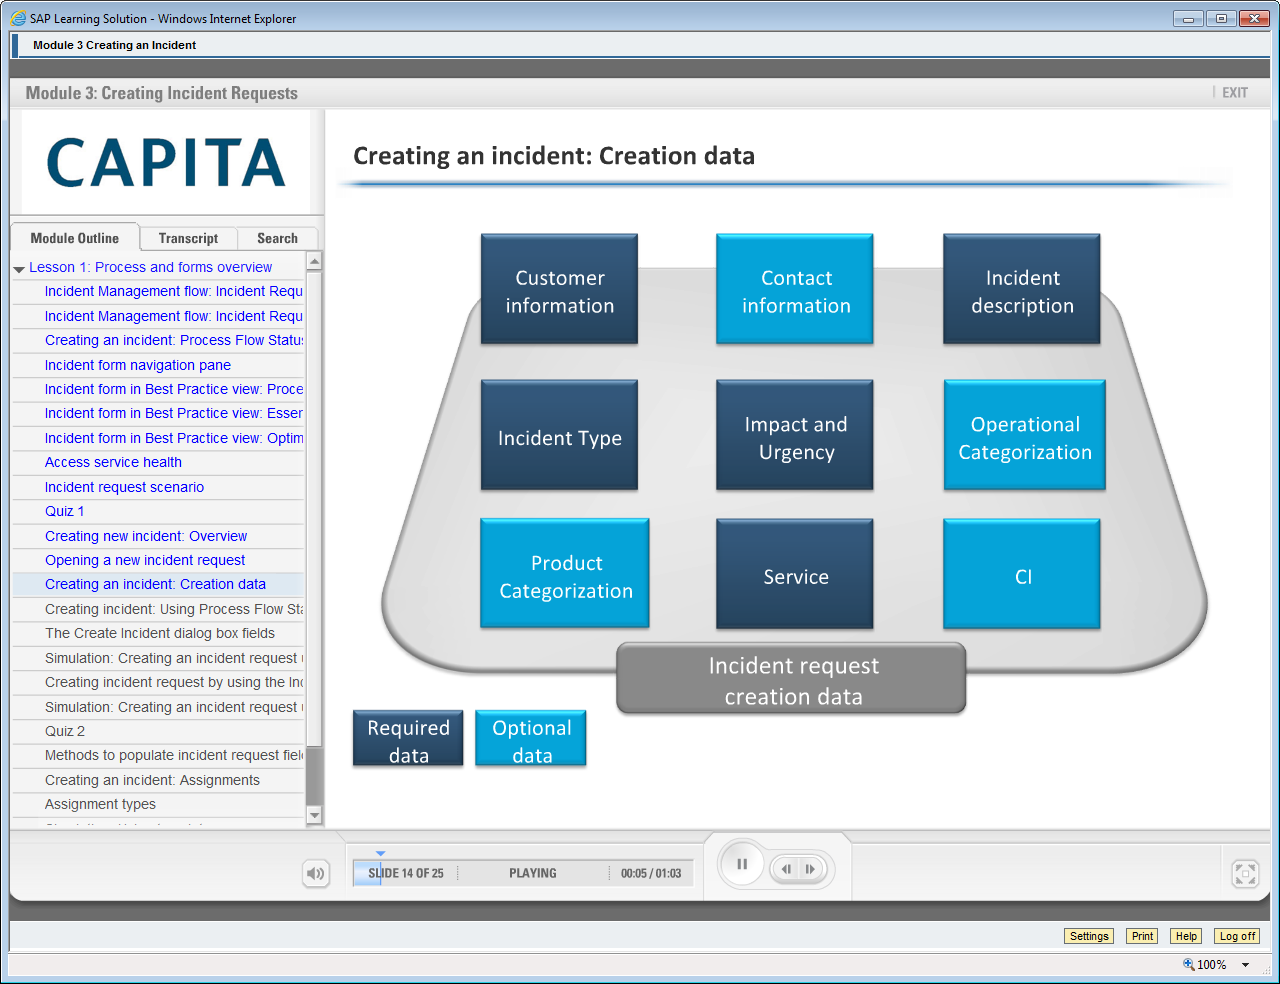 SAP Learning Solution - Windows Internet Explorer
Module 3 Creating an Incident
Module 3: Creating Incident Requests
EXIT
CAPITA
Module Outline
Transcript
Search
Lesson 1: Process and forms overview
Incident Management flow: Incident Requ
Incident Management flow: Incident Requ
Creating an incident: Process Flow Status
Incident form navigation pane
Incident form in Best Practice view: Proce
Incident form in Best Practice view: Essen
Incident form in Best Practice view: Optim
Access service health
Incident request scenario
Quiz 1
Creating new incident: Overview
Opening a new incident request
Creating an incident: Creation data
Creating incident: Using Process Flow Sta
The Create Incident dialog box fields
Simulation: Creating an incident request u
Creating incident request by using the Inc
Simulation: Creating an incident request u
Quiz 2
Methods to populate incident request field
Creating an incident: Assignments
Assignment types
Creating an incident: Creation data
Customer
information
Contact
information
Incident
description
Incident Type
Impact and
Urgency
Operational
Categorization
Product
Categorization
Service
CI
Incident request
creation data
Required
data
Optional
data
SLIDE 14 OF 25
PLAYING
00:05 / 01:03
Settings
Print
Help
Log off
100%